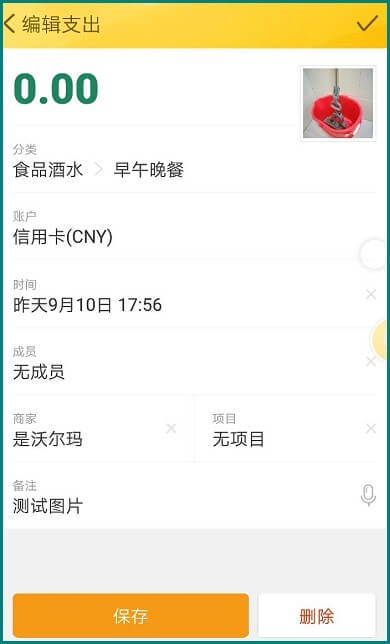 编辑支出
0.00
分类
食品酒水 早午晚餐
账户
信用卡(CNY)
时间
昨天9月10日 17:56
成员
无成员
商家 项目
是沃尔玛 无项目
备注
测试图片
保存 删除